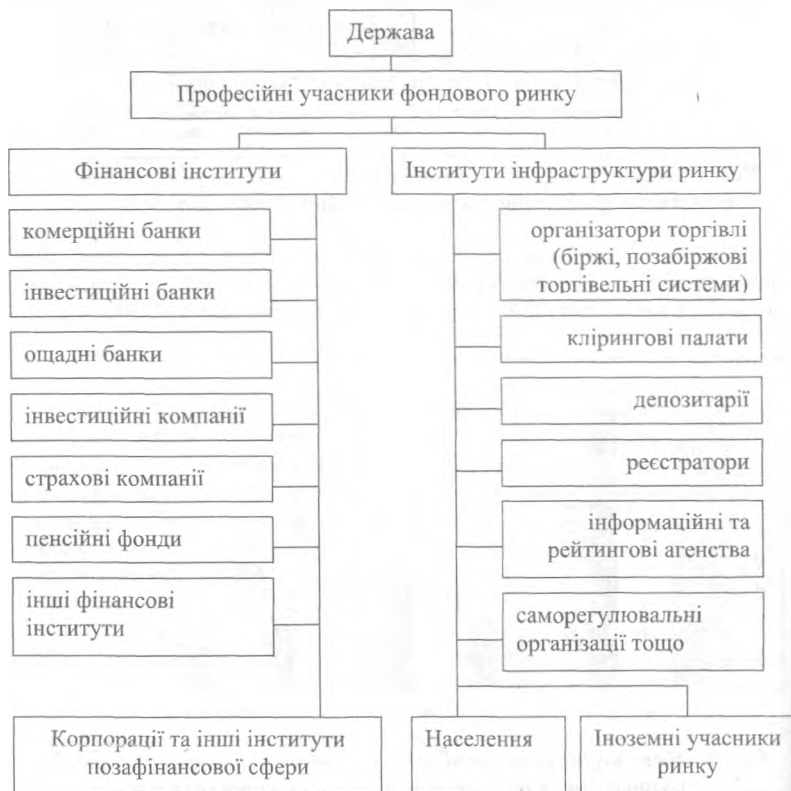 Держава
Професійні учасники фондового ринку
Фінансові інститути
комерційні банки
інвестиційні банки
ощадні банки
інвестиційні компанії
страхові компанії
пенсійні фонди
інші фінансові
інститути
Інститути інфраструктури ринку
організатори торгівлі
(біржі, позабіржові
торгівельні системи)
клірингові палати
депозитарії
реєстратори
інформаційні та
рейтингові агенства
саморегулювальні
організації тощо
Корпорації та інші інститути
позафінансової сфери
Населення
Іноземні учасники
ринку